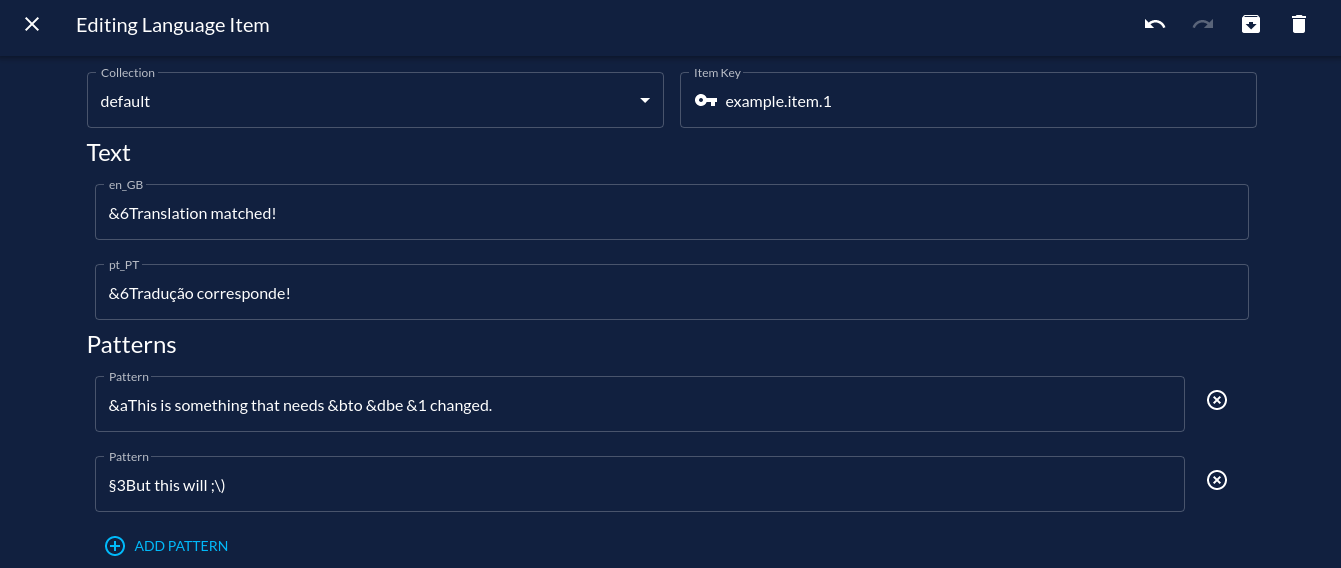 Editing Language Item
Collection
default
Item Key
example.item.1
Text
en_GB
&6Translation matched!
pt_PT
&6Tradução corresponde!
Patterns
Pattern
&aThis is something that needs &bto &dbe &1 changed.
Pattern
§3But this will ;\)
ADD PATTERN